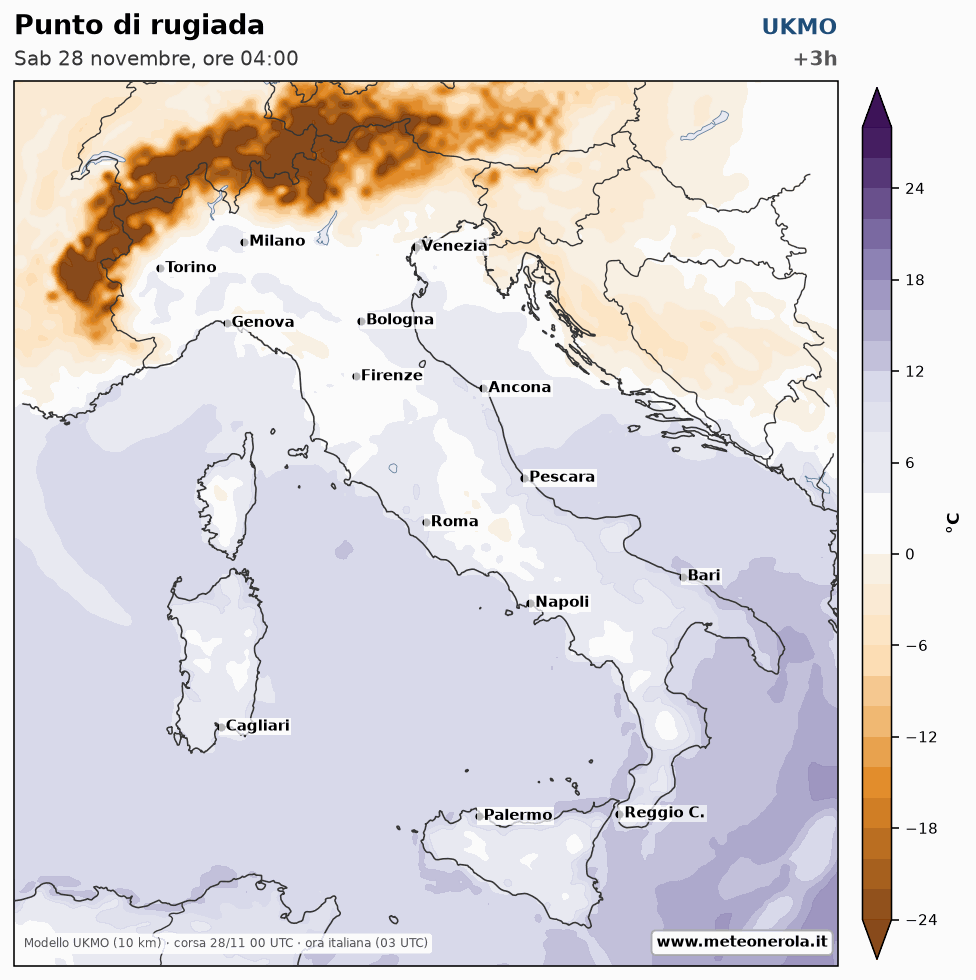 Punto di rugiada
UKMO
Sab 28 novembre, ore 04:00
+3h
Milano
Venezia
Torino
Genova
Bologna
Firenze
Ancona
Pescara
Roma
Bari
Napoli
Cagliari
Palermo
Reggio C.
24
18
12
6
0
−6
−12
−18
−24
°C
Modello UKMO (10 km) · corsa 28/11 00 UTC · ora italiana (03 UTC)
www.meteonerola.it